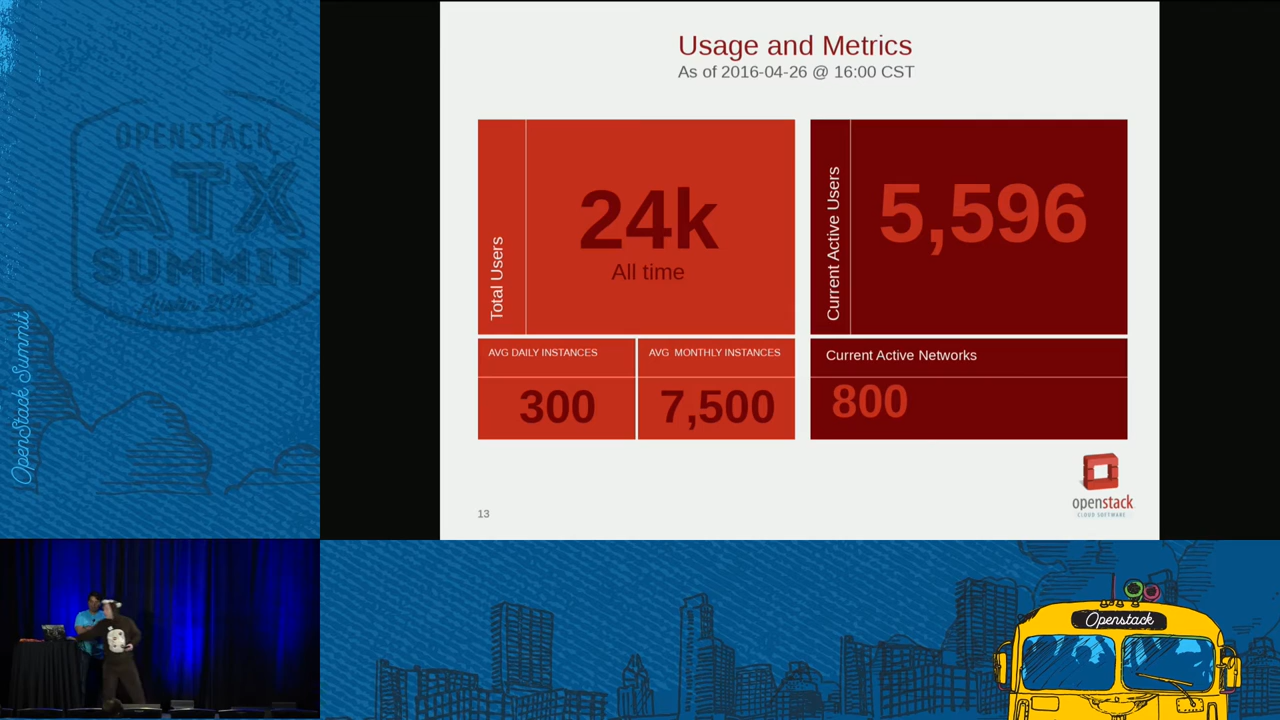 OPENSTACK
ATX
SUMMIT
OpenStack Summit
Usage and Metrics
As of 2016-04-26 @ 16:00 CST
Total Users
24k
All time
Current Active Users
5,596
AVG DAILY INSTANCES
300
AVG MONTHLY INSTANCES
7,500
Current Active Networks
800
13
openstack
CLOUD SOFTWARE
Openstack